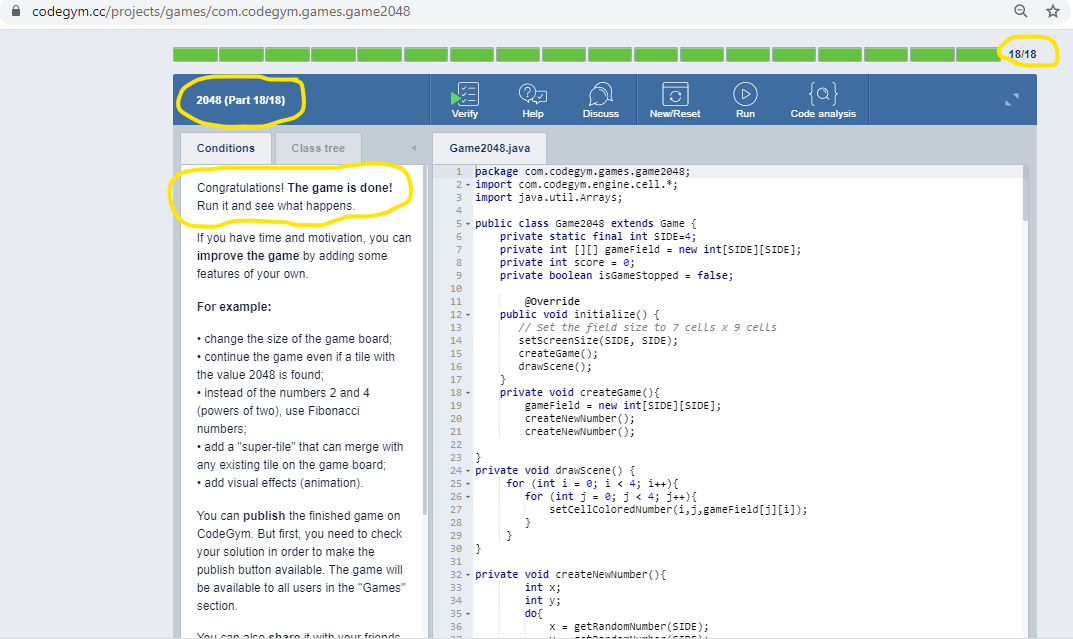 codegym.cc/projects/games/com.codegym.games.game2048
18/18
2048 (Part 18/18)
Verify
Help
Discuss
New/Reset
Run
Code analysis
Conditions
Class tree
Congratulations! The game is done!
Run it and see what happens.
If you have time and motivation, you can
improve the game by adding some
features of your own.
For example:
• change the size of the game board;
• continue the game even if a tile with
the value 2048 is found;
• instead of the numbers 2 and 4
(powers of two), use Fibonacci
numbers;
• add a "super-tile" that can merge with
any existing tile on the game board;
• add visual effects (animation).
You can publish the finished game on
CodeGym. But first, you need to check
your solution in order to make the
publish button available. The game will
be available to all users in the "Games"
section.
You can also share it with your friends
Game2048.java
1 package com.codegym.games.game2048;
2 import com.codegym.engine.cell.*;
3 import java.util.Arrays;
4
5 public class Game2048 extends Game {
6 private static final int SIDE=4;
7 private int [][] gameField = new int[SIDE][SIDE];
8 private int score = 0;
9 private boolean isGameStopped = false;
10
11 @Override
12 public void initialize() {
13 // Set the field size to 7 cells x 9 cells
14 setScreenSize(SIDE, SIDE);
15 createGame();
16 drawScene();
17 }
18 private void createGame(){
19 gameField = new int[SIDE][SIDE];
20 createNewNumber();
21 createNewNumber();
22
23 }
24 private void drawScene() {
25 for (int i = 0; i < 4; i++){
26 for (int j = 0; j < 4; j++){
27 setCellColoredNumber(i,j,gameField[j][i]);
28 }
29 }
30 }
31
32 private void createNewNumber(){
33 int x;
34 int y;
35 do{
36 x = getRandomNumber(SIDE);